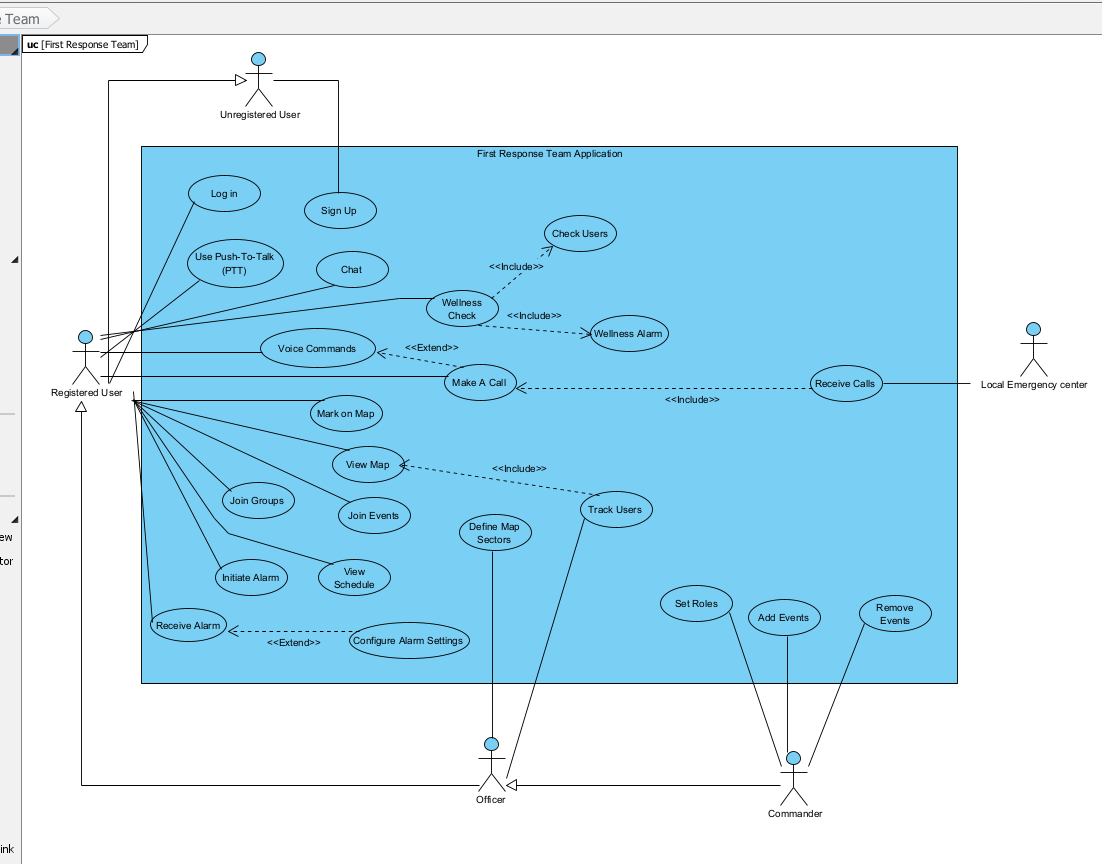 e Team
uc [First Response Team]
Unregistered User
First Response Team Application
Log in
Sign Up
Check Users
Use Push-To-Talk
(PTT)
Chat
<<Include>>
Wellness
Check
<<Include>>
Wellness Alarm
Voice Commands
<<Extend>>
Make A Call
Receive Calls
Local Emergency center
Registered User
<<Include>>
Mark on Map
View Map
<<Include>>
Join Groups
Join Events
Track Users
Define Map
Sectors
ew
tor
Initiate Alarm
View
Schedule
Set Roles
Add Events
Remove
Events
Receive Alarm
<<Extend>>
Configure Alarm Settings
Officer
Commander
ink